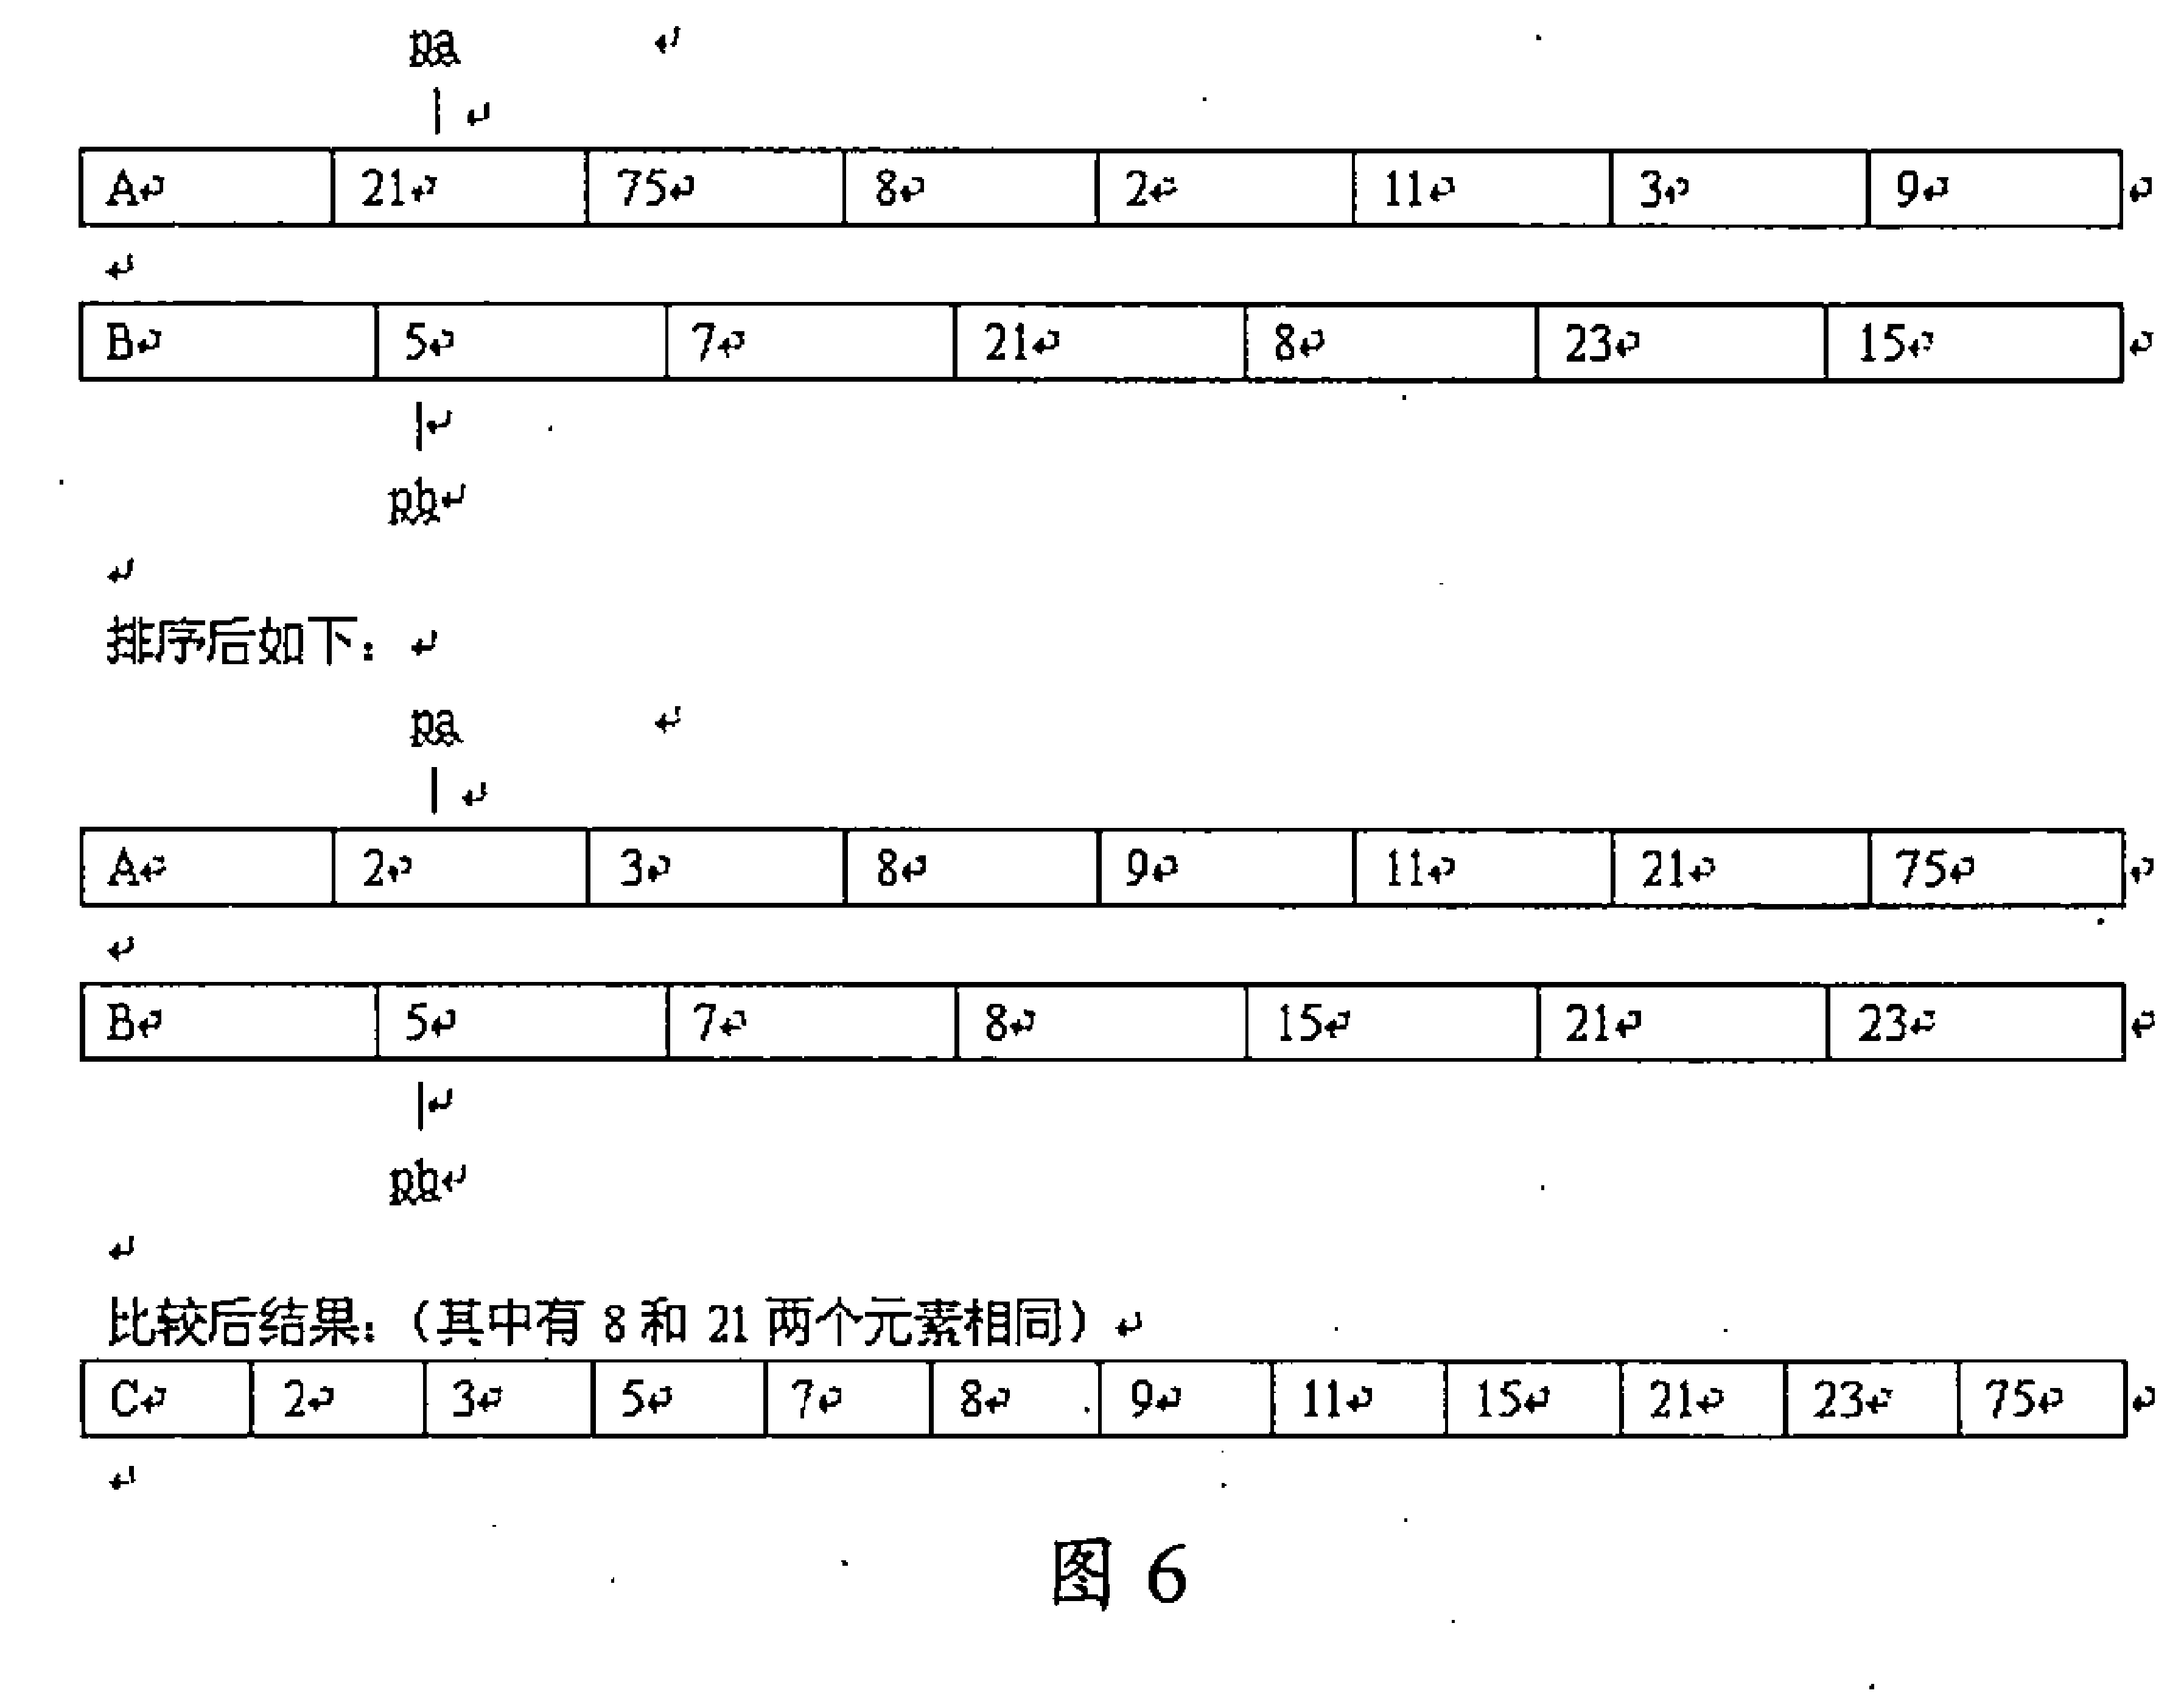 pa
A 21 75 8 2 11 3 9
B 5 7 21 8 23 15
pb
排序后如下:
pa
A 2 3 8 9 11 21 75
B 5 7 8 15 21 23
pb
比较后结果:(其中有 8 和 21 两个元素相同)
C 2 3 5 7 8 9 11 15 21 23 75
图 6